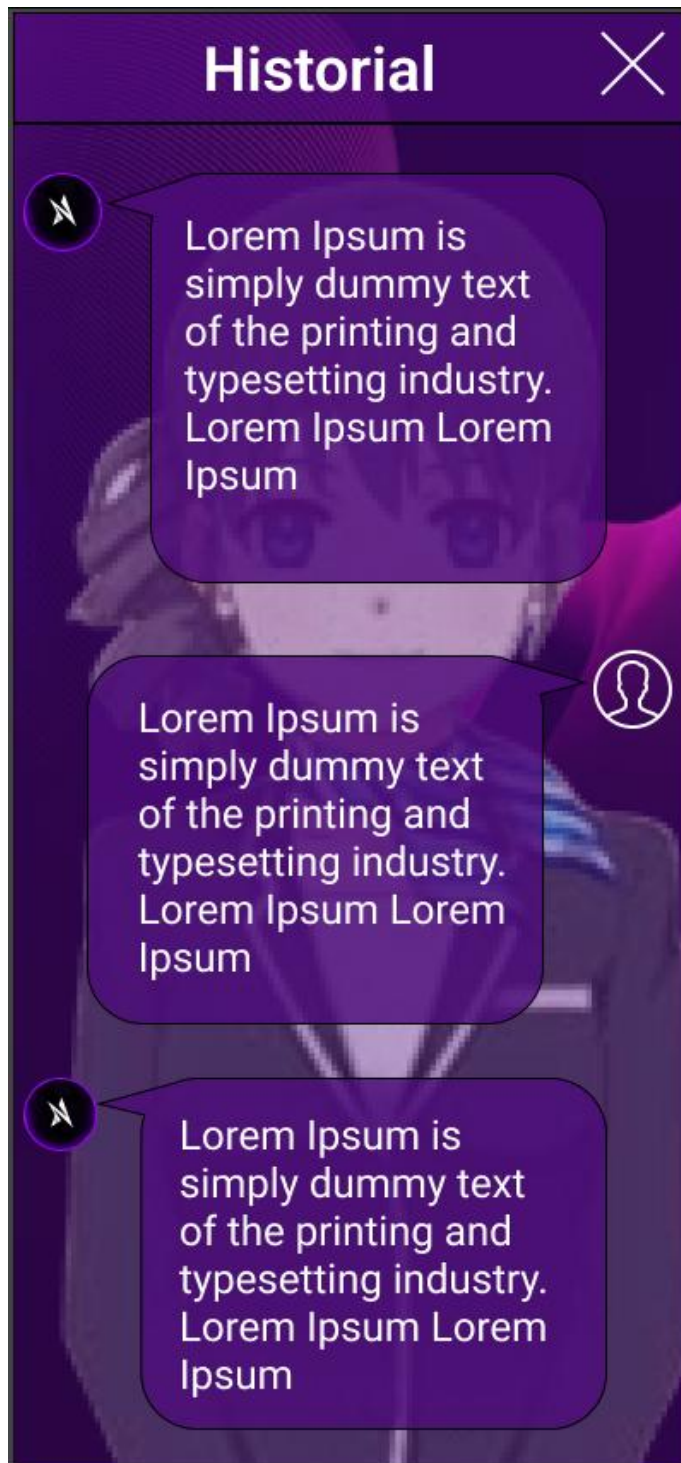 Historial
Lorem Ipsum is
simply dummy text
of the printing and
typesetting industry.
Lorem Ipsum Lorem
Ipsum
Lorem Ipsum is
simply dummy text
of the printing and
typesetting industry.
Lorem Ipsum Lorem
Ipsum
Lorem Ipsum is
simply dummy text
of the printing and
typesetting industry.
Lorem Ipsum Lorem
Ipsum